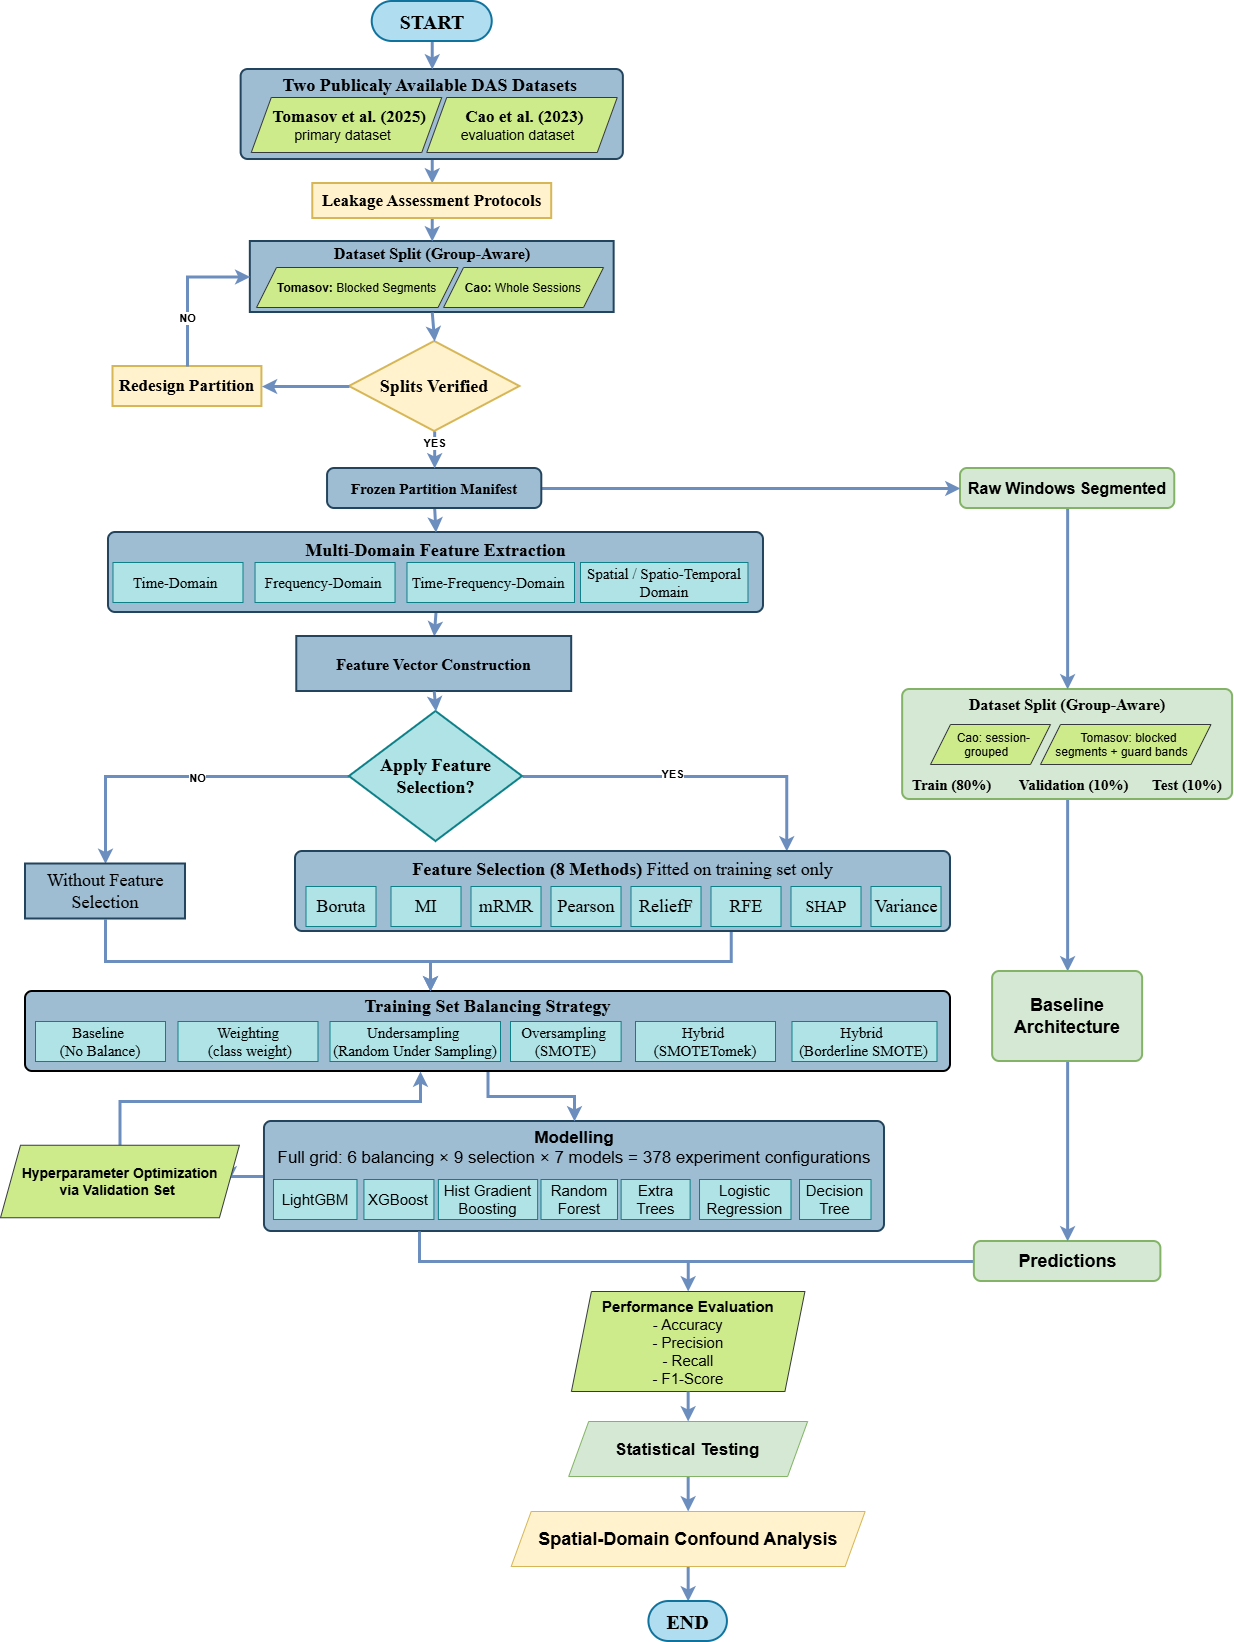 START
Two Publicaly Available DAS Datasets
Tomasov et al. (2025)
primary dataset
Cao et al. (2023)
evaluation dataset
Leakage Assessment Protocols
Dataset Split (Group-Aware)
Tomasov: Blocked Segments
Cao: Whole Sessions
NO
Redesign Partition
Splits Verified
YES
Frozen Partition Manifest
Raw Windows Segmented
Multi-Domain Feature Extraction
Time-Domain
Frequency-Domain
Time-Frequency-Domain
Spatial / Spatio-Temporal
Domain
Feature Vector Construction
Dataset Split (Group-Aware)
Cao: session-
grouped
Tomasov: blocked
segments + guard bands
Train (80%)
Validation (10%)
Test (10%)
Apply Feature
Selection?
NO
YES
Without Feature
Selection
Feature Selection (8 Methods) Fitted on training set only
Boruta
MI
mRMR
Pearson
ReliefF
RFE
SHAP
Variance
Training Set Balancing Strategy
Baseline
(No Balance)
Weighting
(class weight)
Undersampling
(Random Under Sampling)
Oversampling
(SMOTE)
Hybrid
(SMOTETomek)
Hybrid
(Borderline SMOTE)
Baseline
Architecture
Modelling
Full grid: 6 balancing × 9 selection × 7 models = 378 experiment configurations
LightGBM
XGBoost
Hist Gradient
Boosting
Random
Forest
Extra
Trees
Logistic
Regression
Decision
Tree
Hyperparameter Optimization
via Validation Set
Predictions
Performance Evaluation
- Accuracy
- Precision
- Recall
- F1-Score
Statistical Testing
Spatial-Domain Confound Analysis
END